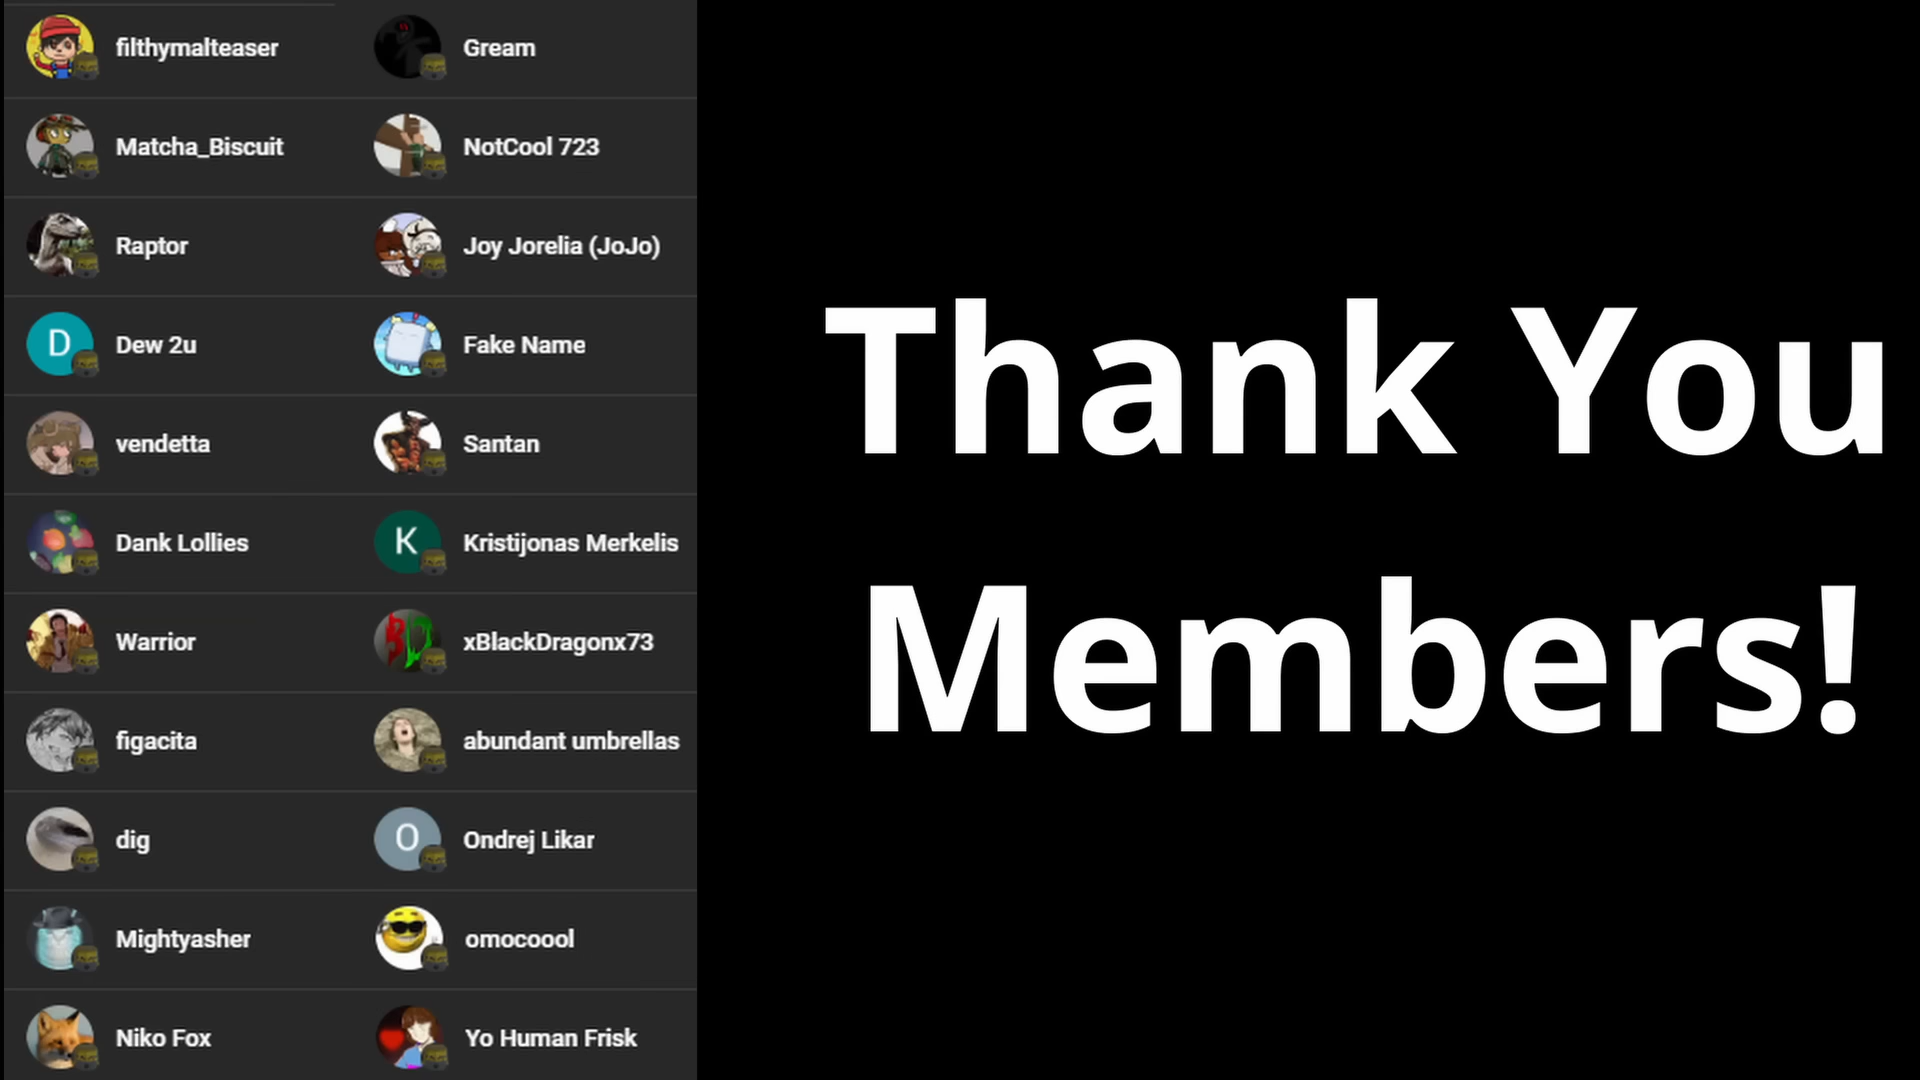 filthymalteaser
Gream
Matcha_Biscuit
NotCool 723
Raptor
Joy Jorelia (JoJo)
D
Dew 2u
Fake Name
vendetta
Santan
Dank Lollies
K
Kristijonas Merkelis
Warrior
BD
xBlackDragonx73
figacita
abundant umbrellas
dig
O
Ondrej Likar
Mightyasher
omocoool
Niko Fox
Yo Human Frisk
Thank You
Members!